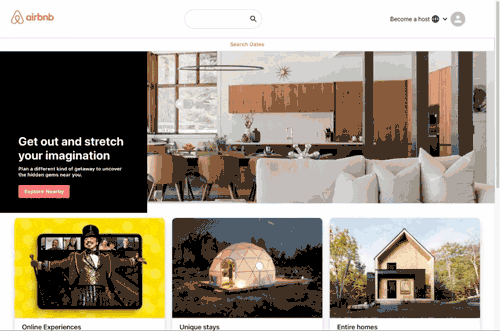 airbnb
Become a host
Search Dates
Get out and stretch
your imagination
Plan a different kind of getaway to uncover
the hidden gems near you.
Explore Nearby
Online Experiences
Unique stays
Entire homes